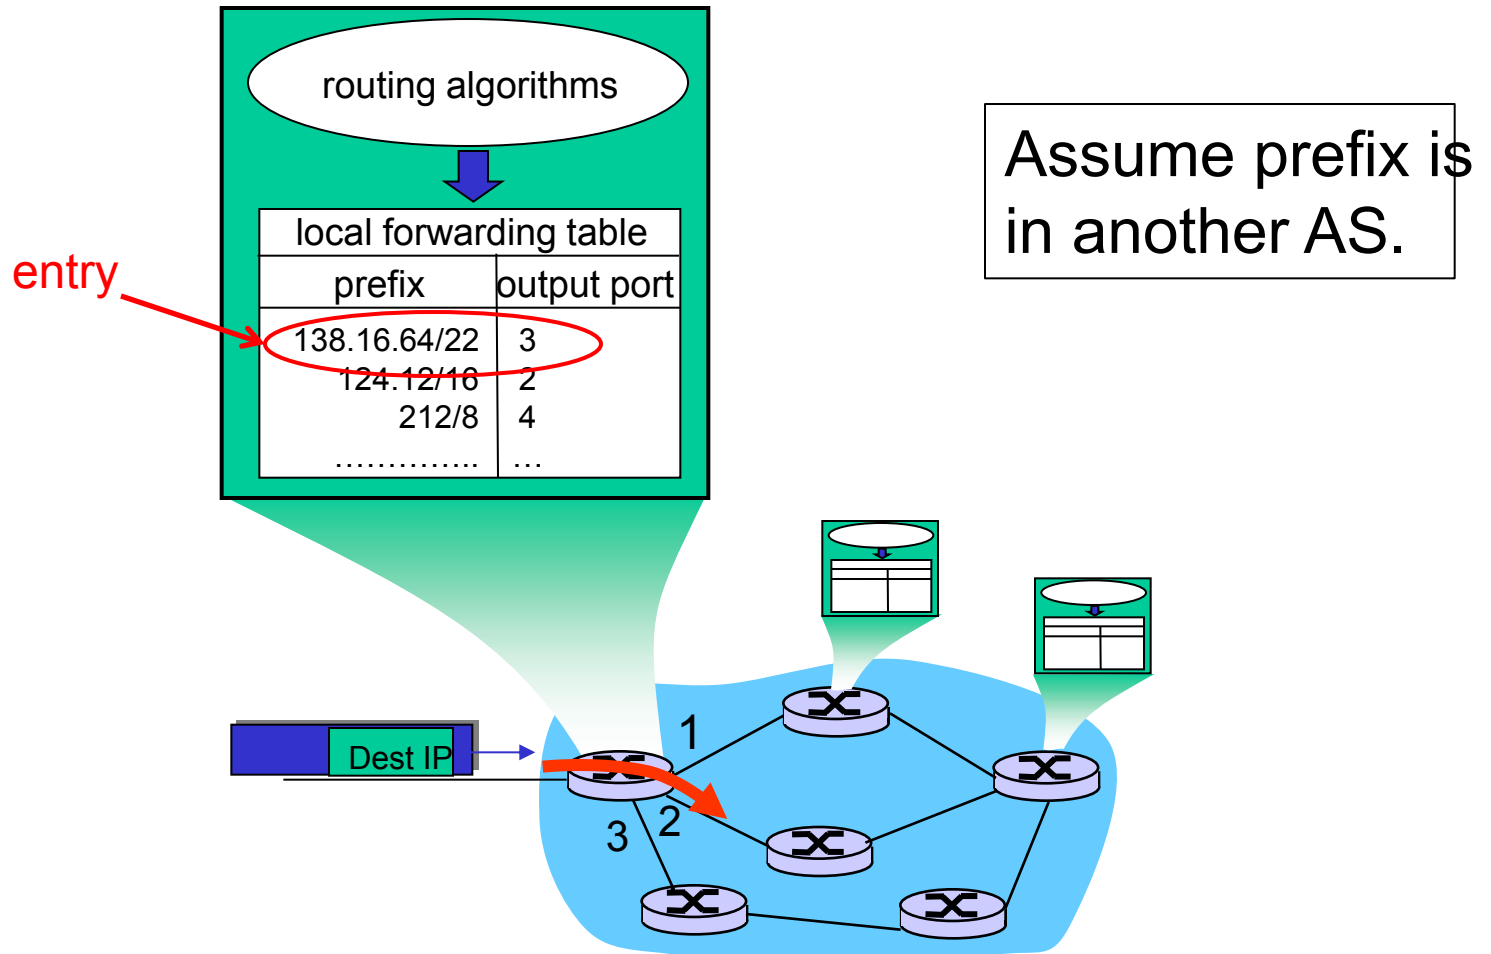 routing algorithms
Assume prefix is
in another AS.
local forwarding table
entry
prefix output port
138.16.64/22 3
124.12/16 2
212/8 4
………….. …
1
Dest IP
2
3